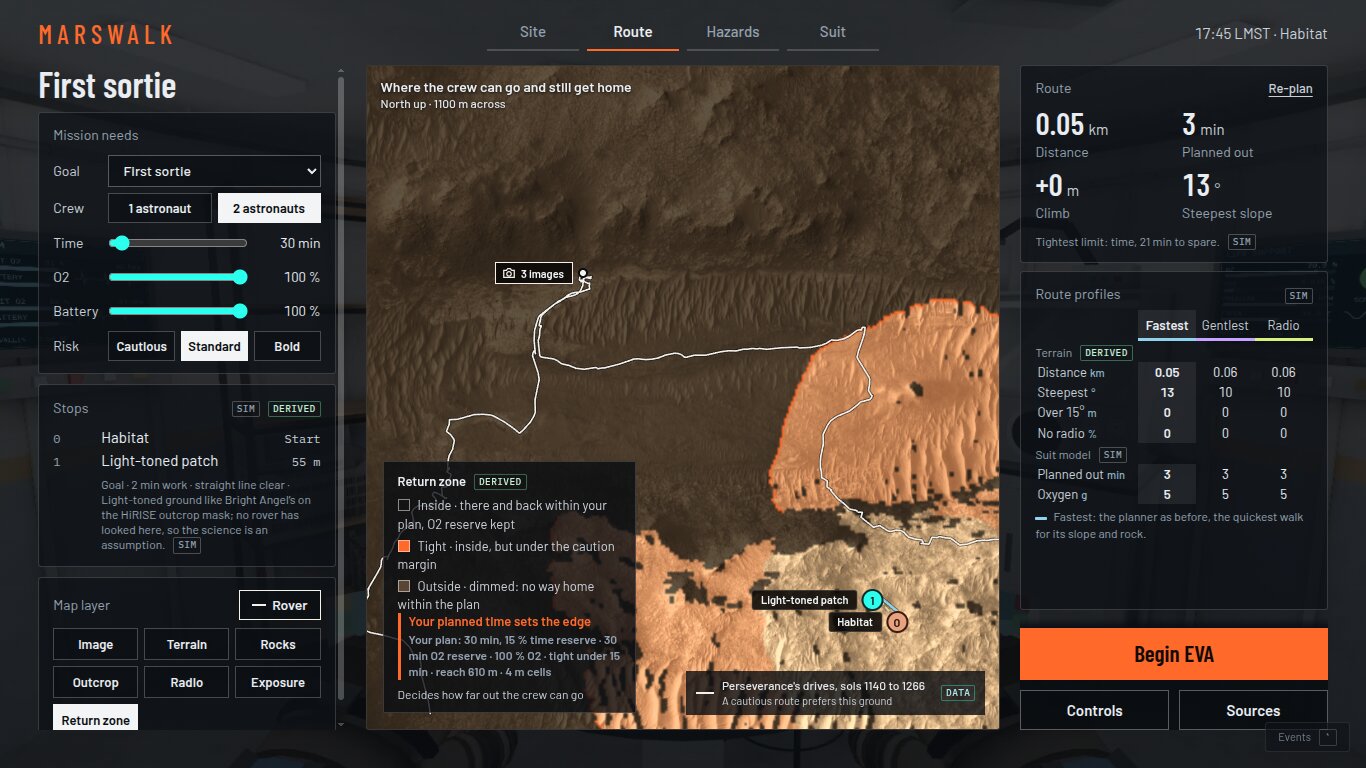 MARSWALK
Site
Route
Hazards
Suit
17:45 LMST · Habitat
First sortie
Mission needs
Goal
First sortie
Crew
1 astronaut
2 astronauts
Time
30 min
O2
100 %
Battery
100 %
Risk
Cautious
Standard
Bold
Stops
SIM
DERIVED
0
Habitat
Start
1
Light-toned patch
55 m
Goal · 2 min work · straight line clear ·
Light-toned ground like Bright Angel's on
the HiRISE outcrop mask; no rover has
looked here, so the science is an
assumption. SIM
Map layer
Rover
Image
Terrain
Rocks
Outcrop
Radio
Exposure
Return zone
Where the crew can go and still get home
North up · 1100 m across
3 images
Return zone DERIVED
Inside · there and back within your
plan, O2 reserve kept
Tight · inside, but under the caution
margin
Outside · dimmed: no way home
within the plan
Your planned time sets the edge
Your plan: 30 min, 15 % time reserve · 30
min O2 reserve · 100 % O2 · tight under 15
min · reach 610 m · 4 m cells
Decides how far out the crew can go
Light-toned patch
1
Habitat
0
Perseverance's drives, sols 1140 to 1266
A cautious route prefers this ground
DATA
Route
Re-plan
0.05 km
Distance
3 min
Planned out
+0 m
Climb
13 °
Steepest slope
Tightest limit: time, 21 min to spare. SIM
Route profiles
SIM
Fastest
Gentlest
Radio
Terrain DERIVED
Distance km 0.05 0.06 0.06
Steepest ° 13 10 10
Over 15° m 0 0 0
No radio % 0 0 0
Suit model SIM
Planned out min 3 3 3
Oxygen g 5 5 5
Fastest: the planner as before, the quickest walk
for its slope and rock.
Begin EVA
Controls
Sources
Events